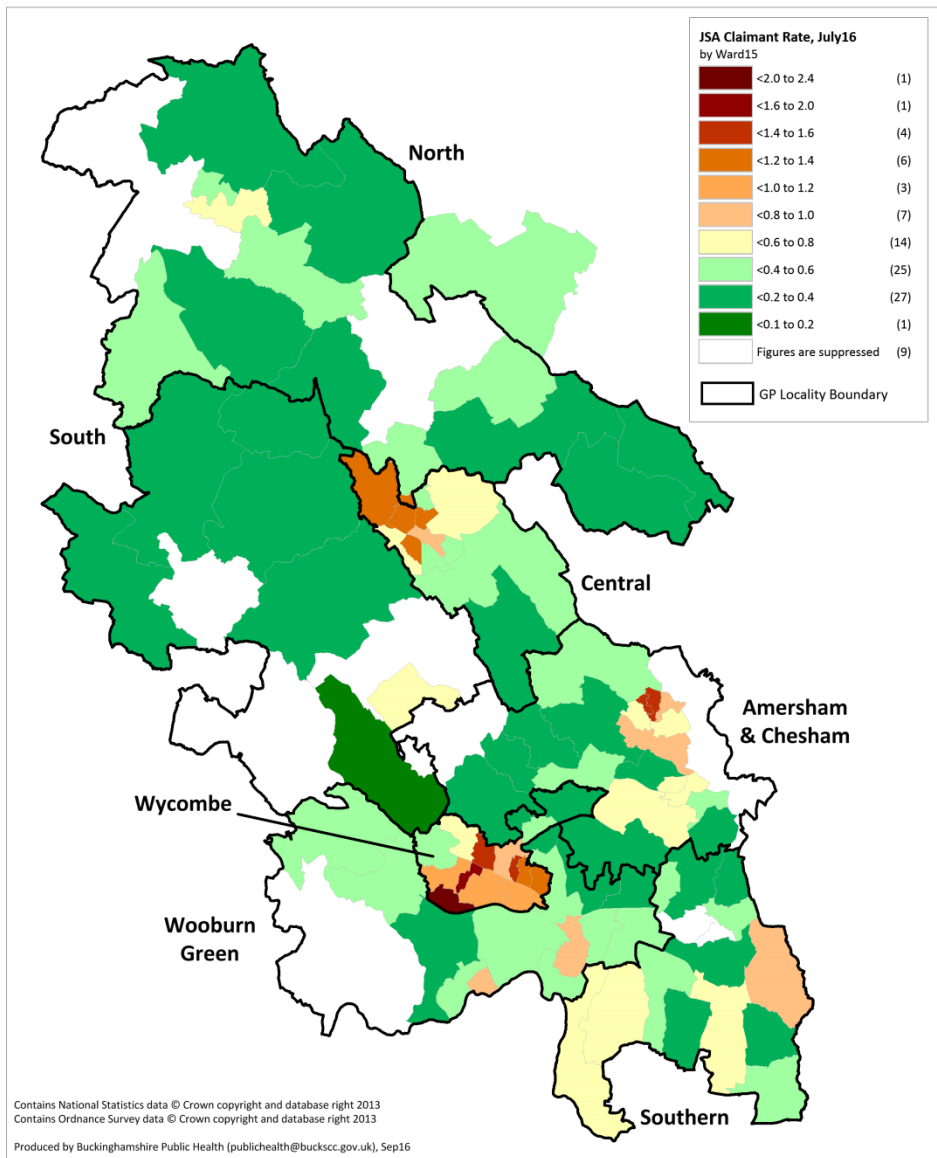 JSA Claimant Rate, July16
by Ward15
<2.0 to 2.4 (1)
<1.6 to 2.0 (1)
<1.4 to 1.6 (4)
<1.2 to 1.4 (6)
<1.0 to 1.2 (3)
<0.8 to 1.0 (7)
<0.6 to 0.8 (14)
<0.4 to 0.6 (25)
<0.2 to 0.4 (27)
<0.1 to 0.2 (1)
Figures are suppressed (9)
GP Locality Boundary
North
South
Central
Amersham
& Chesham
Wycombe
Wooburn
Green
Southern
Contains National Statistics data © Crown copyright and database right 2013
Contains Ordnance Survey data © Crown copyright and database right 2013
Produced by Buckinghamshire Public Health (publichealth@buckscc.gov.uk), Sep16